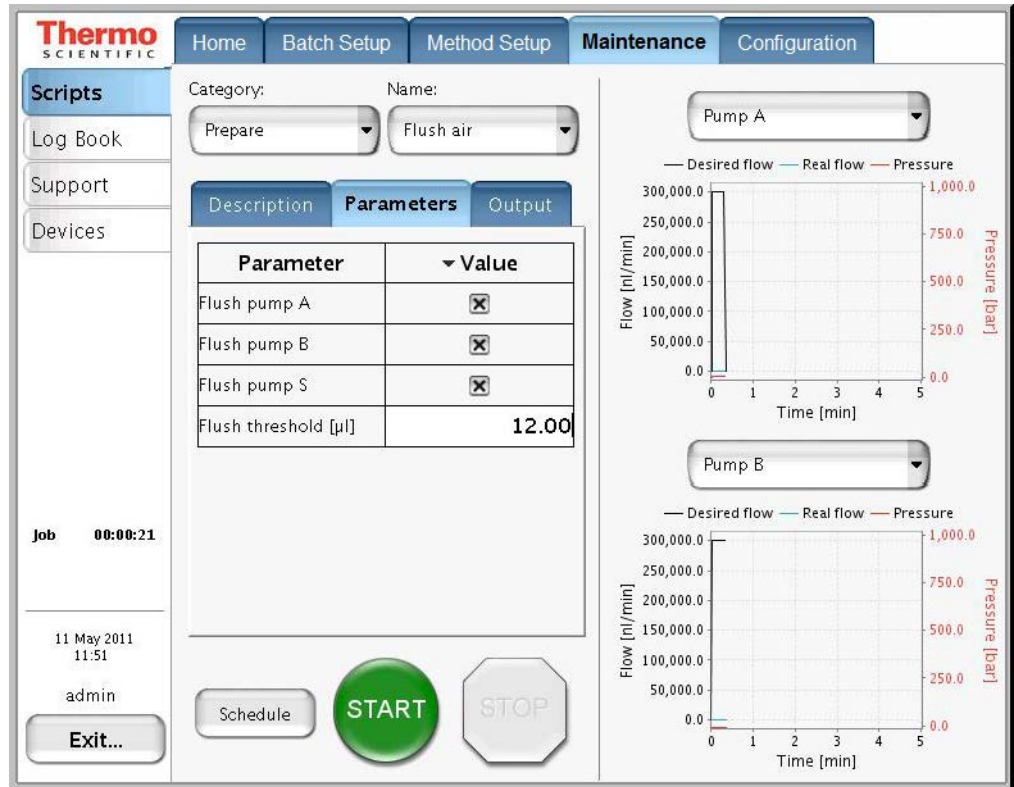 Thermo
SCIENTIFIC
Home
Batch Setup
Method Setup
Maintenance
Configuration
Scripts
Log Book
Support
Devices
Job 00:00:21
11 May 2011
11:51
admin
Exit...
Category:
Name:
Prepare
Flush air
Description
Parameters
Output
Parameter
Value
Flush pump A
Flush pump B
Flush pump S
Flush threshold [µl]
12.00
Schedule
START
STOP
Pump A
Desired flow Real flow Pressure
300,000.0
250,000.0
200,000.0
150,000.0
100,000.0
50,000.0
0.0
Flow [nl/min]
1,000.0
750.0
500.0
250.0
0.0
Pressure [bar]
0 1 2 3 4 5
Time [min]
Pump B
Desired flow Real flow Pressure
300,000.0
250,000.0
200,000.0
150,000.0
100,000.0
50,000.0
0.0
Flow [nl/min]
1,000.0
750.0
500.0
250.0
0.0
Pressure [bar]
0 1 2 3 4 5
Time [min]